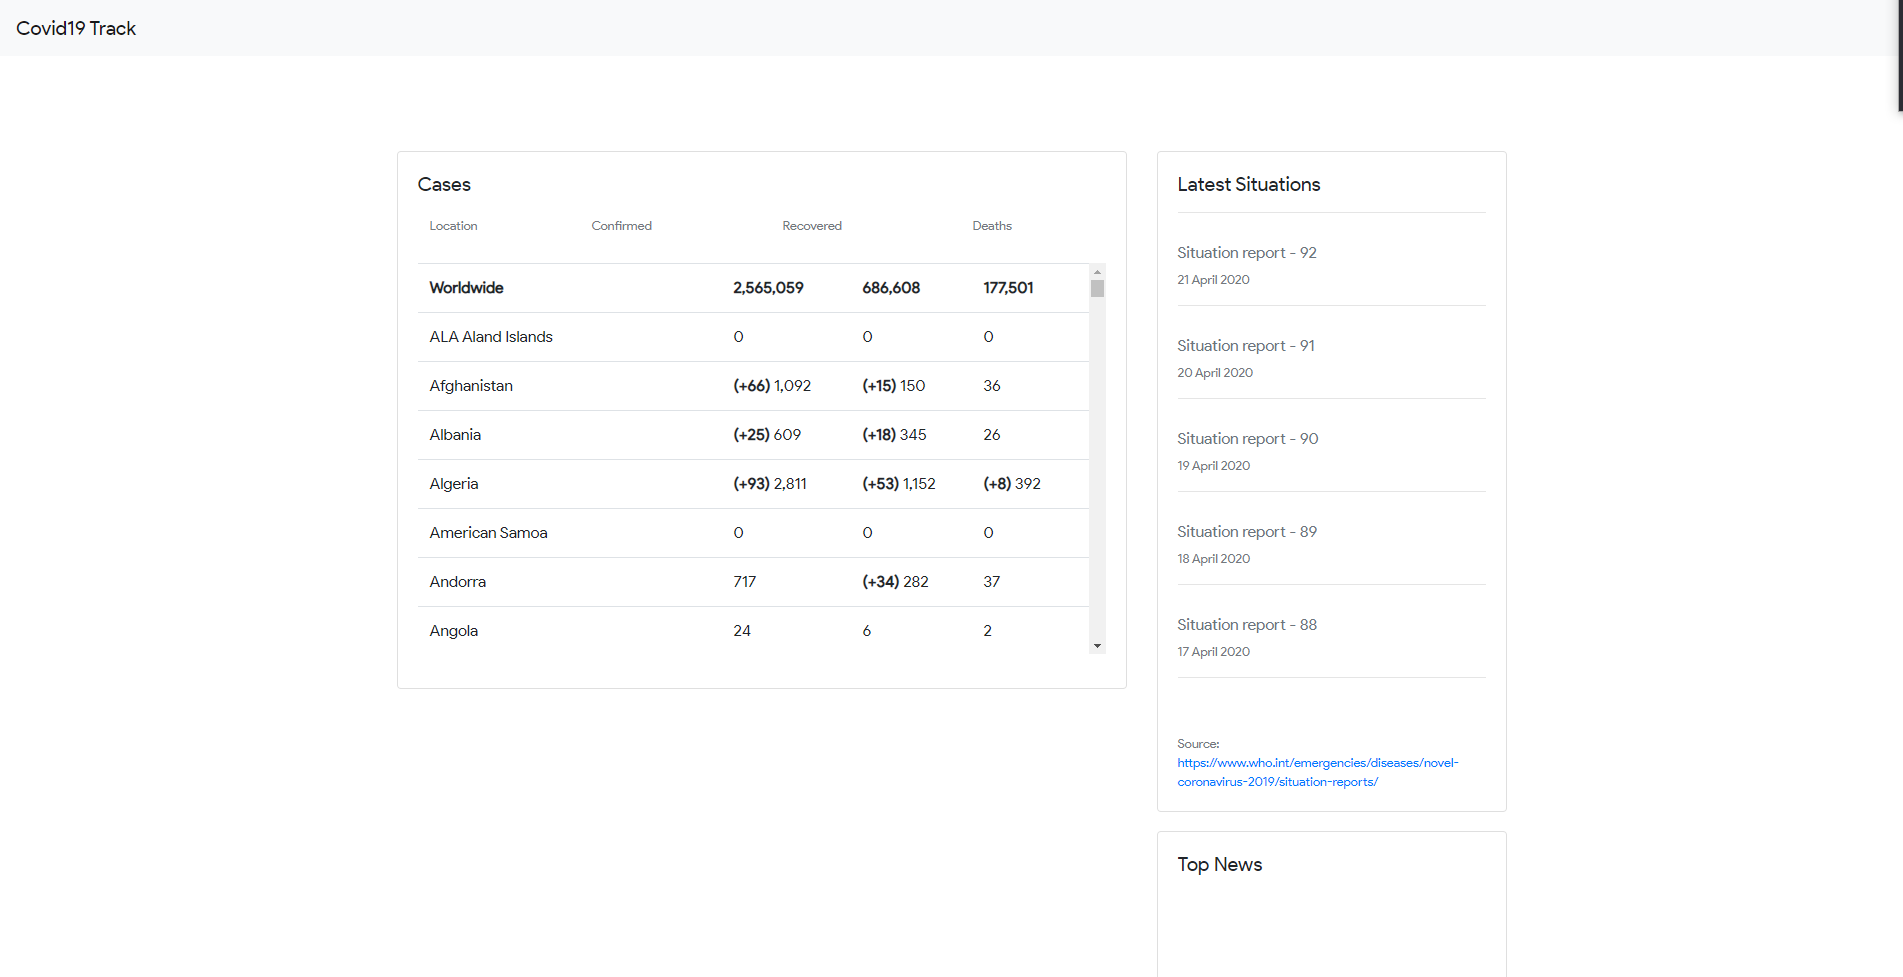 Covid19 Track
Cases
Location Confirmed Recovered Deaths
Worldwide 2,565,059 686,608 177,501
ALA Aland Islands 0 0 0
Afghanistan (+66) 1,092 (+15) 150 36
Albania (+25) 609 (+18) 345 26
Algeria (+93) 2,811 (+53) 1,152 (+8) 392
American Samoa 0 0 0
Andorra 717 (+34) 282 37
Angola 24 6 2
Latest Situations
Situation report - 92
21 April 2020
Situation report - 91
20 April 2020
Situation report - 90
19 April 2020
Situation report - 89
18 April 2020
Situation report - 88
17 April 2020
Source:
https://www.who.int/emergencies/diseases/novel-
coronavirus-2019/situation-reports/
Top News